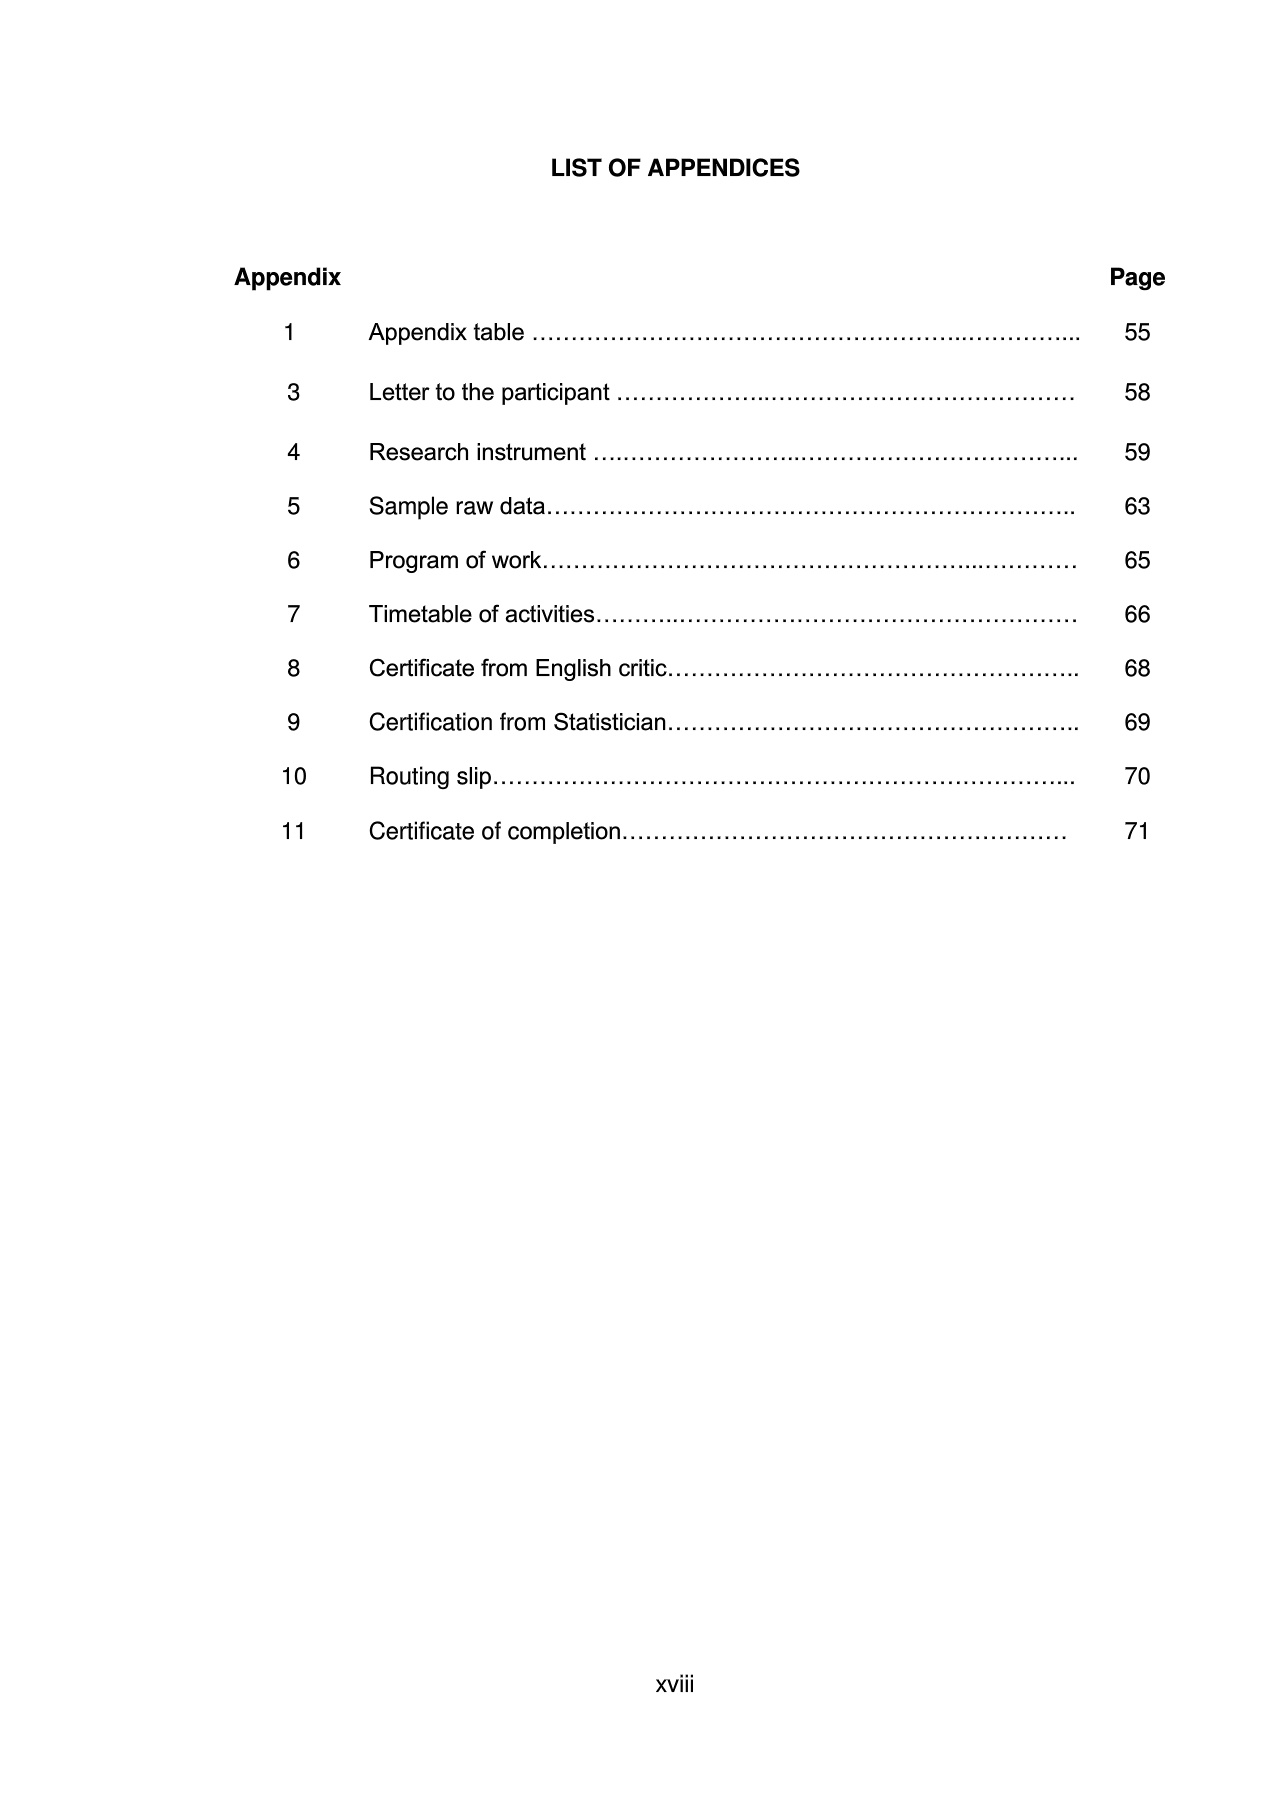 LIST OF APPENDICES
Appendix Page
1 Appendix table ………………………………………………..………….... 55
3 Letter to the participant ………………..………………………………… 58
4 Research instrument ….…………………..……………………………... 59
5 Sample raw data………………………………………………………….. 63
6 Program of work………………………………………………..………… 65
7 Timetable of activities………..…………………………………………… 66
8 Certificate from English critic…………………………………………….. 68
9 Certification from Statistician…………………………………………….. 69
10 Routing slip………………………………………………………………... 70
11 Certificate of completion………………………………………………… 71
xviii